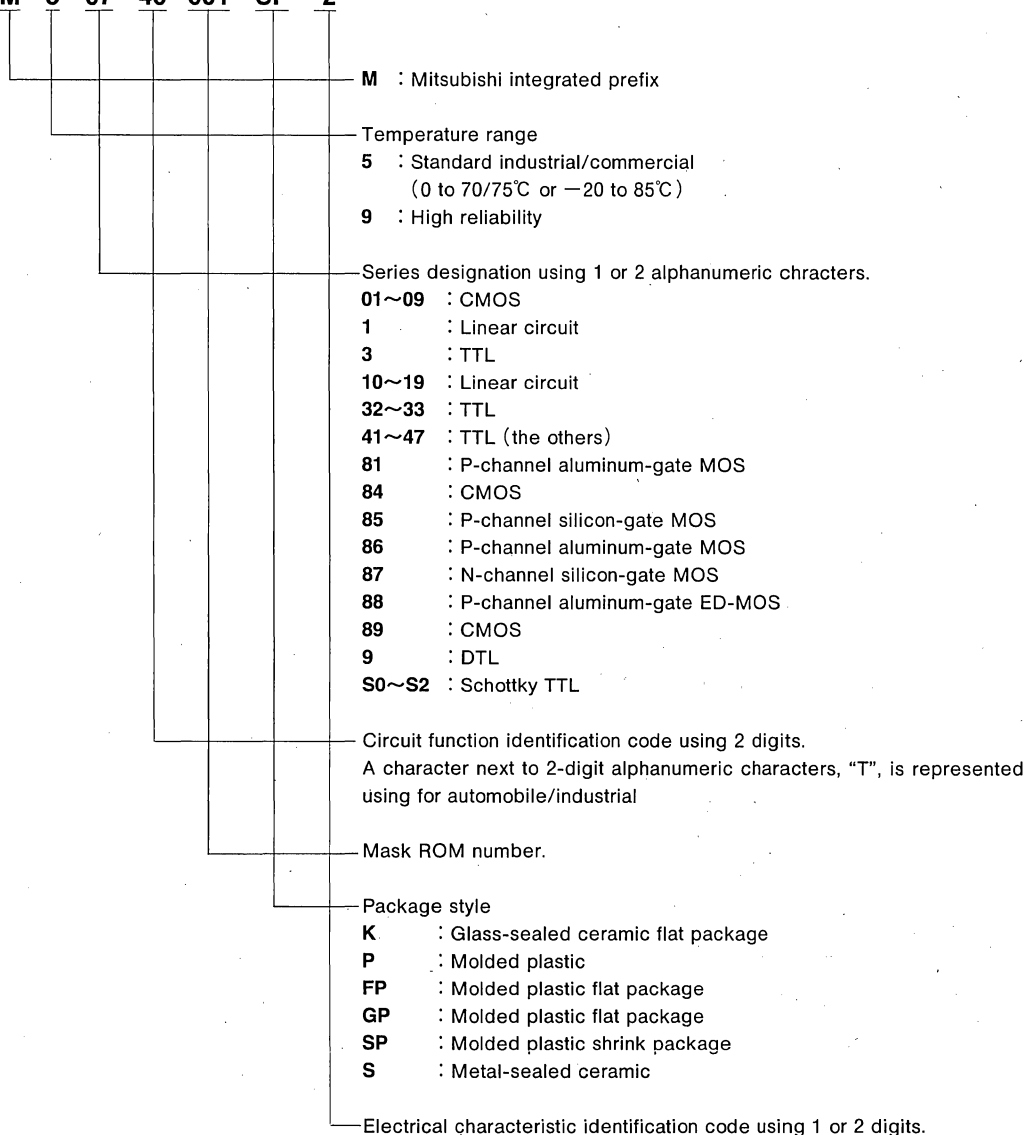 M : Mitsubishi integrated prefix
Temperature range
5 : Standard industrial/commercial
(0 to 70/75℃ or −20 to 85℃)
9 : High reliability
Series designation using 1 or 2 alphanumeric chracters.
01～09 : CMOS
1 : Linear circuit
3 : TTL
10～19 : Linear circuit
32～33 : TTL
41～47 : TTL (the others)
81 : P-channel aluminum-gate MOS
84 : CMOS
85 : P-channel silicon-gate MOS
86 : P-channel aluminum-gate MOS
87 : N-channel silicon-gate MOS
88 : P-channel aluminum-gate ED-MOS
89 : CMOS
9 : DTL
S0～S2 : Schottky TTL
Circuit function identification code using 2 digits.
A character next to 2-digit alphanumeric characters, “T”, is represented
using for automobile/industrial
Mask ROM number.
Package style
K : Glass-sealed ceramic flat package
P : Molded plastic
FP : Molded plastic flat package
GP : Molded plastic flat package
SP : Molded plastic shrink package
S : Metal-sealed ceramic
Electrical characteristic identification code using 1 or 2 digits.